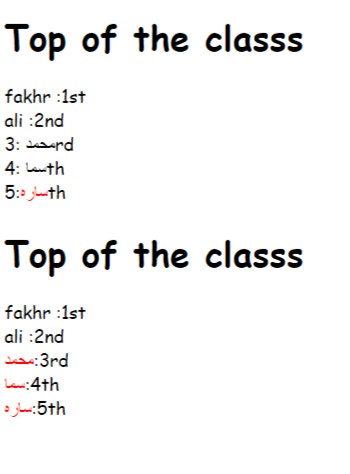 Top of the classs
fakhr :1st
ali :2nd
3: محمدrd
4: سماth
5:سارهth
Top of the classs
fakhr :1st
ali :2nd
محمد:3rd
سما:4th
ساره:5th